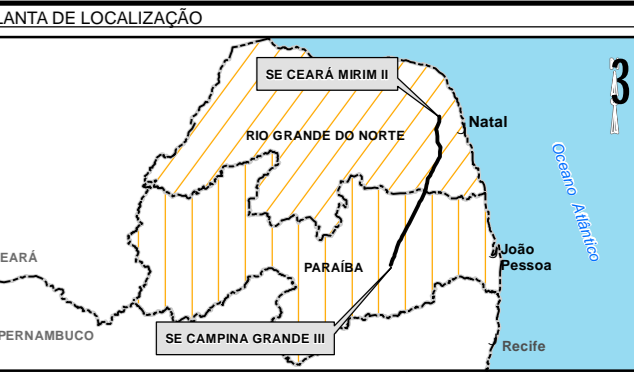 LANTA DE LOCALIZAÇÃO
SE CEARÁ MIRIM II
3
Natal
RIO GRANDE DO NORTE
Oceano Atlântico
João
Pessoa
EARÁ
PARAÍBA
PERNAMBUCO
SE CAMPINA GRANDE III
Recife